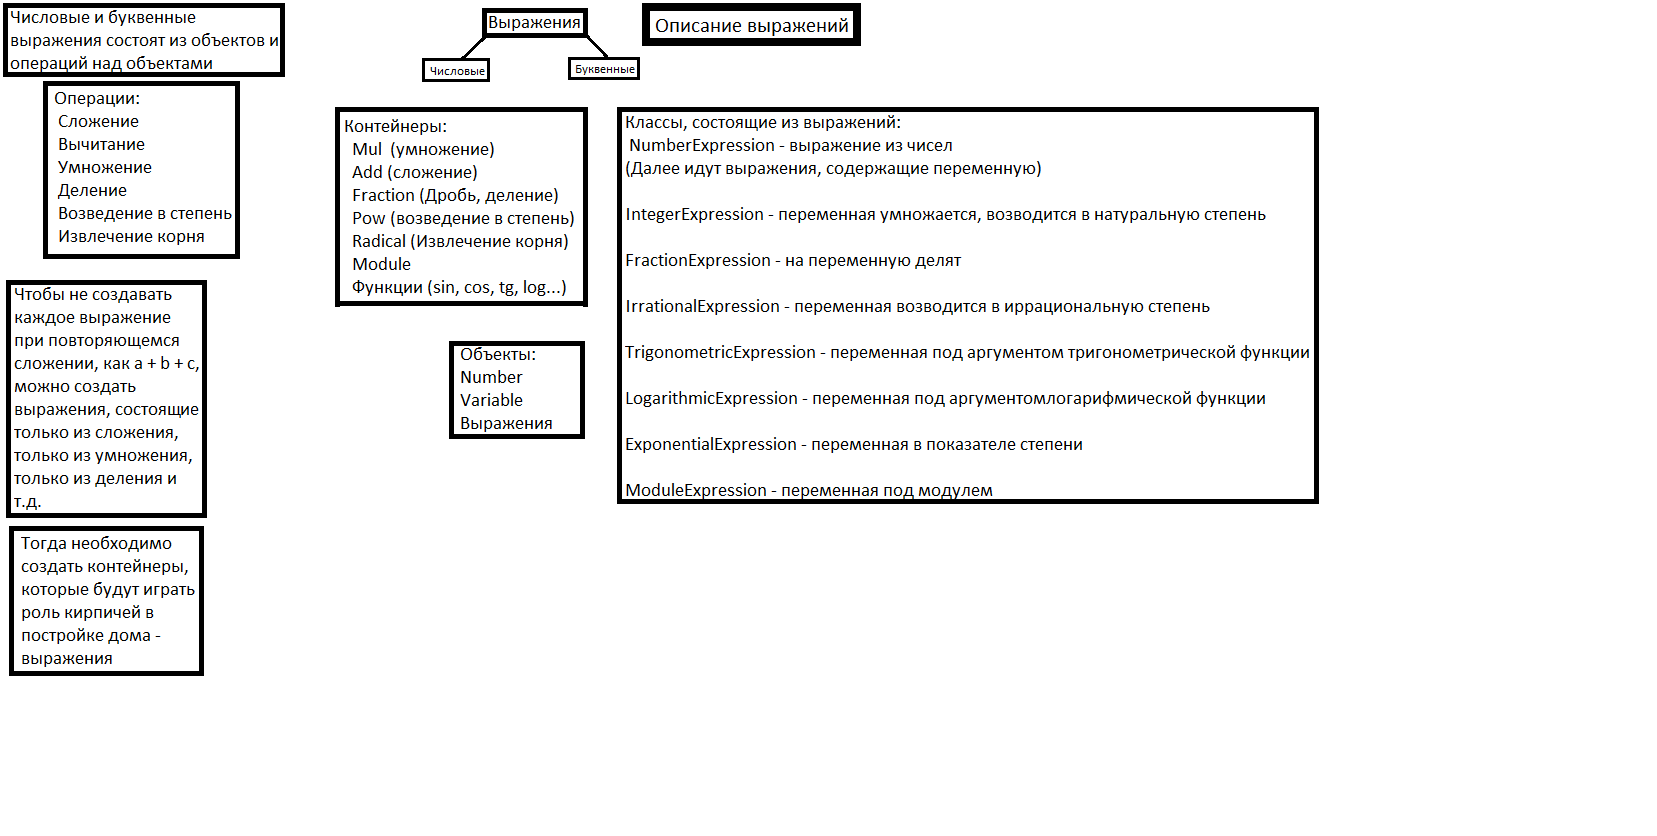 Числовые и буквенные
выражения состоят из объектов и
операций над объектами
Операции:
Сложение
Вычитание
Умножение
Деление
Возведение в степень
Извлечение корня
Чтобы не создавать
каждое выражение
при повторяющемся
сложении, как a + b + c,
можно создать
выражения, состоящие
только из сложения,
только из умножения,
только из деления и
т.д.
Тогда необходимо
создать контейнеры,
которые будут играть
роль кирпичей в
постройке дома -
выражения
Выражения
Числовые
Буквенные
Описание выражений
Контейнеры:
Mul (умножение)
Add (сложение)
Fraction (Дробь, деление)
Pow (возведение в степень)
Radical (Извлечение корня)
Module
Функции (sin, cos, tg, log...)
Объекты:
Number
Variable
Выражения
Классы, состоящие из выражений:
NumberExpression - выражение из чисел
(Далее идут выражения, содержащие переменную)
IntegerExpression - переменная умножается, возводится в натуральную степень
FractionExpression - на переменную делят
IrrationalExpression - переменная возводится в иррациональную степень
TrigonometricExpression - переменная под аргументом тригонометрической функции
LogarithmicExpression - переменная под аргументомлогарифмической функции
ExponentialExpression - переменная в показателе степени
ModuleExpression - переменная под модулем